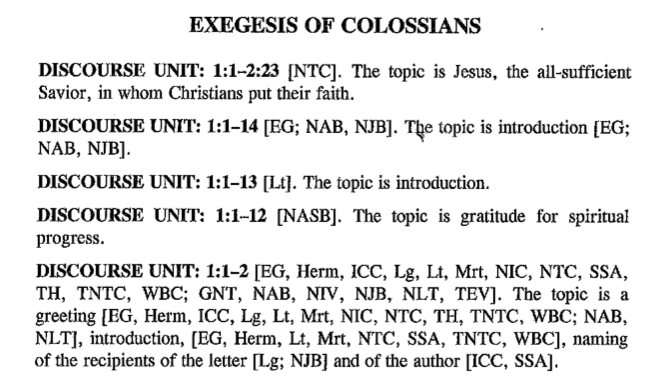 EXEGESIS OF COLOSSIANS
DISCOURSE UNIT: 1:1–2:23 [NTC]. The topic is Jesus, the all-sufficient
Savior, in whom Christians put their faith.
DISCOURSE UNIT: 1:1–14 [EG; NAB, NJB]. The topic is introduction [EG;
NAB, NJB].
DISCOURSE UNIT: 1:1–13 [Lt]. The topic is introduction.
DISCOURSE UNIT: 1:1–12 [NASB]. The topic is gratitude for spiritual
progress.
DISCOURSE UNIT: 1:1–2 [EG, Herm, ICC, Lg, Lt, Mrt, NIC, NTC, SSA,
TH, TNTC, WBC; GNT, NAB, NIV, NJB, NLT, TEV]. The topic is a
greeting [EG, Herm, ICC, Lg, Lt, Mrt, NIC, NTC, TH, TNTC, WBC; NAB,
NLT], introduction, [EG, Herm, Lt, Mrt, NTC, SSA, TNTC, WBC], naming
of the recipients of the letter [Lg; NJB] and of the author [ICC, SSA].